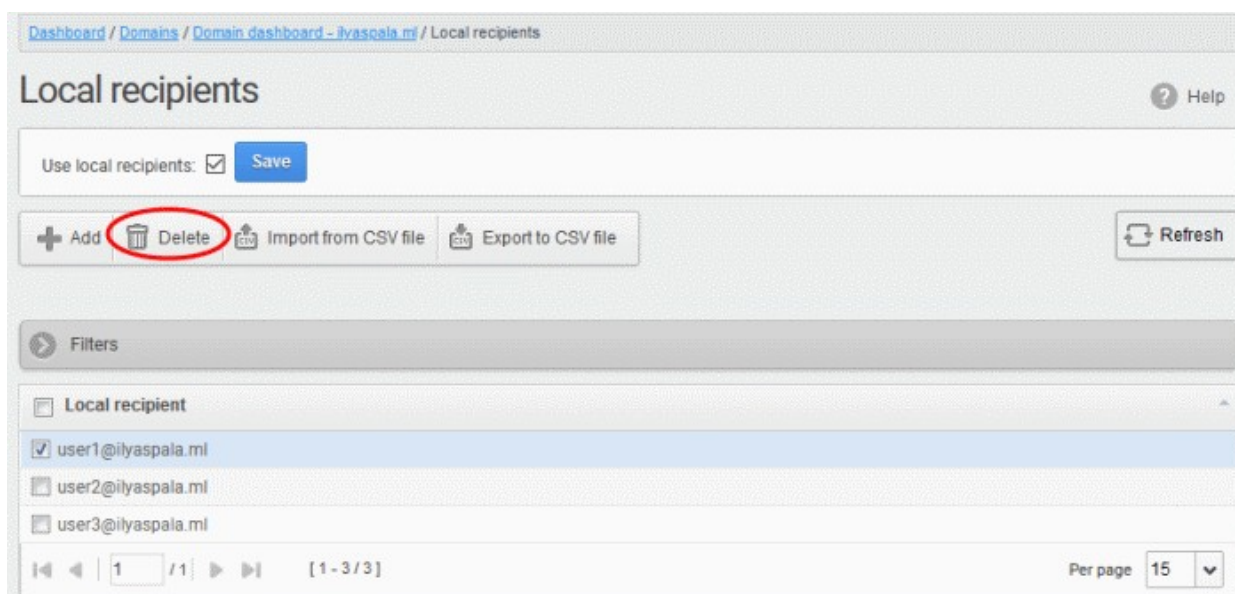 Dashboard / Domains / Domain dashboard - ilyaspala.ml / Local recipients
Local recipients
Help
Use local recipients: Save
Add Delete CSV Import from CSV file CSV Export to CSV file Refresh
Filters
Local recipient
user1@ilyaspala.ml
user2@ilyaspala.ml
user3@ilyaspala.ml
1 / 1 [ 1 - 3 / 3 ] Per page 15